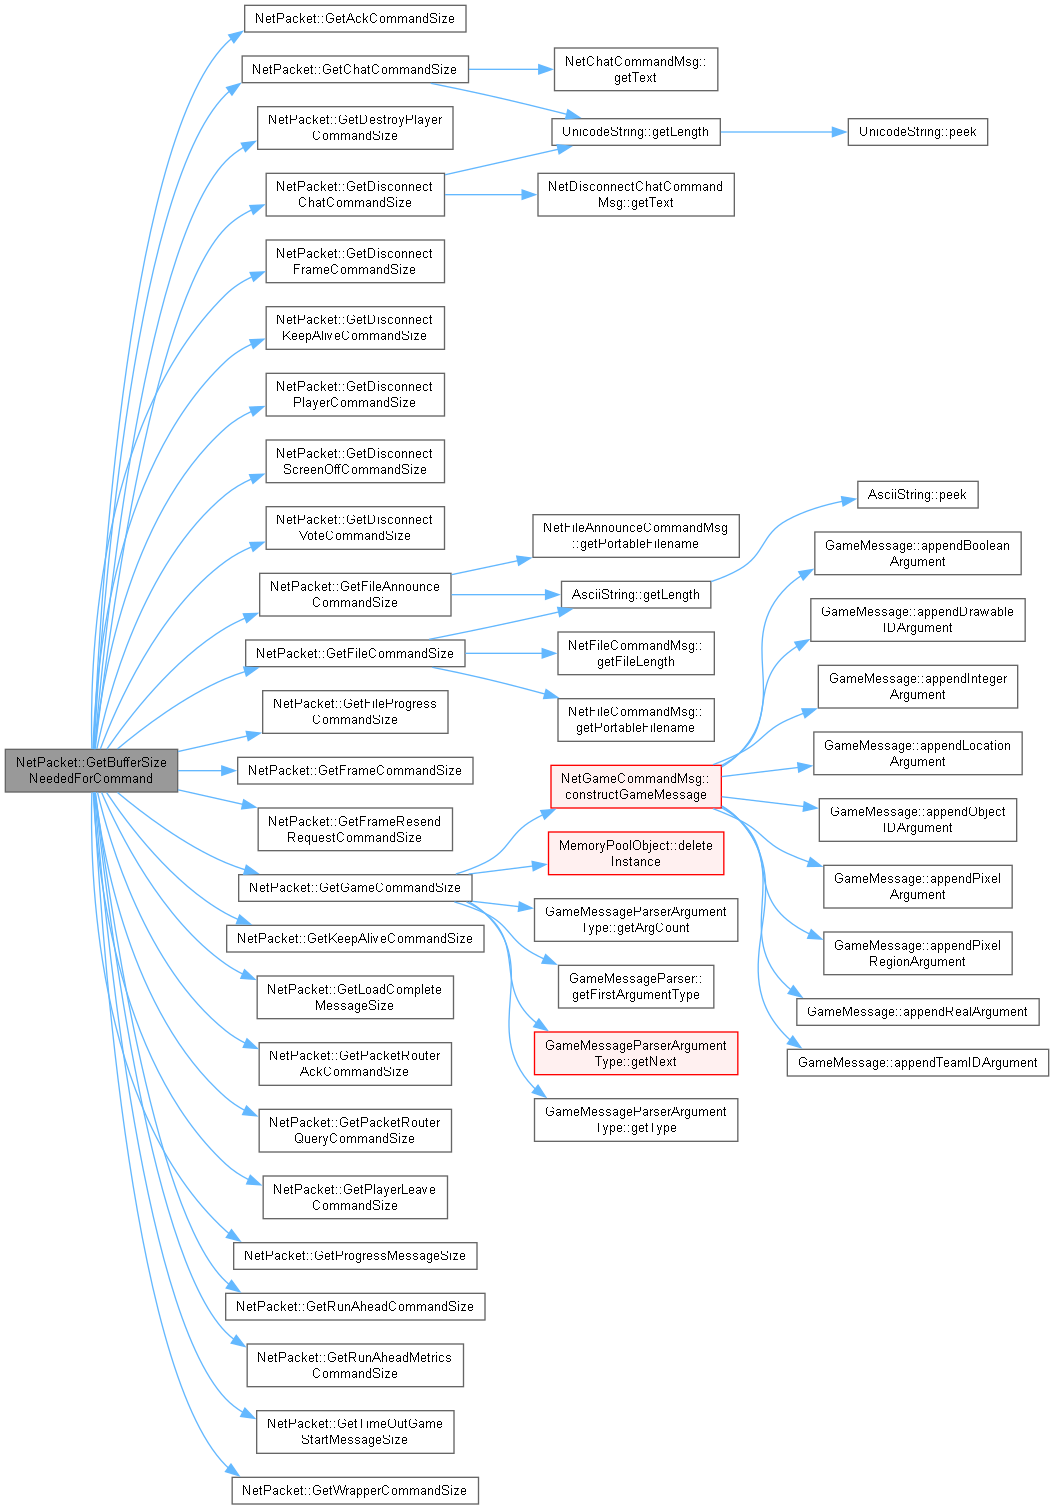 NetPacket::GetBufferSize
NeededForCommand
NetPacket::GetAckCommandSize
NetPacket::GetChatCommandSize
NetPacket::GetDestroyPlayer
CommandSize
NetPacket::GetDisconnect
ChatCommandSize
NetPacket::GetDisconnect
FrameCommandSize
NetPacket::GetDisconnect
KeepAliveCommandSize
NetPacket::GetDisconnect
PlayerCommandSize
NetPacket::GetDisconnect
ScreenOffCommandSize
NetPacket::GetDisconnect
VoteCommandSize
NetPacket::GetFileAnnounce
CommandSize
NetPacket::GetFileCommandSize
NetPacket::GetFileProgress
CommandSize
NetPacket::GetFrameCommandSize
NetPacket::GetFrameResend
RequestCommandSize
NetPacket::GetGameCommandSize
NetPacket::GetKeepAliveCommandSize
NetPacket::GetLoadComplete
MessageSize
NetPacket::GetPacketRouter
AckCommandSize
NetPacket::GetPacketRouter
QueryCommandSize
NetPacket::GetPlayerLeave
CommandSize
NetPacket::GetProgressMessageSize
NetPacket::GetRunAheadCommandSize
NetPacket::GetRunAheadMetrics
CommandSize
NetPacket::GetTimeOutGame
StartMessageSize
NetPacket::GetWrapperCommandSize
NetChatCommandMsg::
getText
UnicodeString::getLength
NetDisconnectChatCommand
Msg::getText
NetFileAnnounceCommandMsg
::getPortableFilename
AsciiString::getLength
NetFileCommandMsg::
getFileLength
NetFileCommandMsg::
getPortableFilename
NetGameCommandMsg::
constructGameMessage
MemoryPoolObject::delete
Instance
GameMessageParserArgument
Type::getArgCount
GameMessageParser::
getFirstArgumentType
GameMessageParserArgument
Type::getNext
GameMessageParserArgument
Type::getType
UnicodeString::peek
AsciiString::peek
GameMessage::appendBoolean
Argument
GameMessage::appendDrawable
IDArgument
GameMessage::appendInteger
Argument
GameMessage::appendLocation
Argument
GameMessage::appendObject
IDArgument
GameMessage::appendPixel
Argument
GameMessage::appendPixel
RegionArgument
GameMessage::appendRealArgument
GameMessage::appendTeamIDArgument